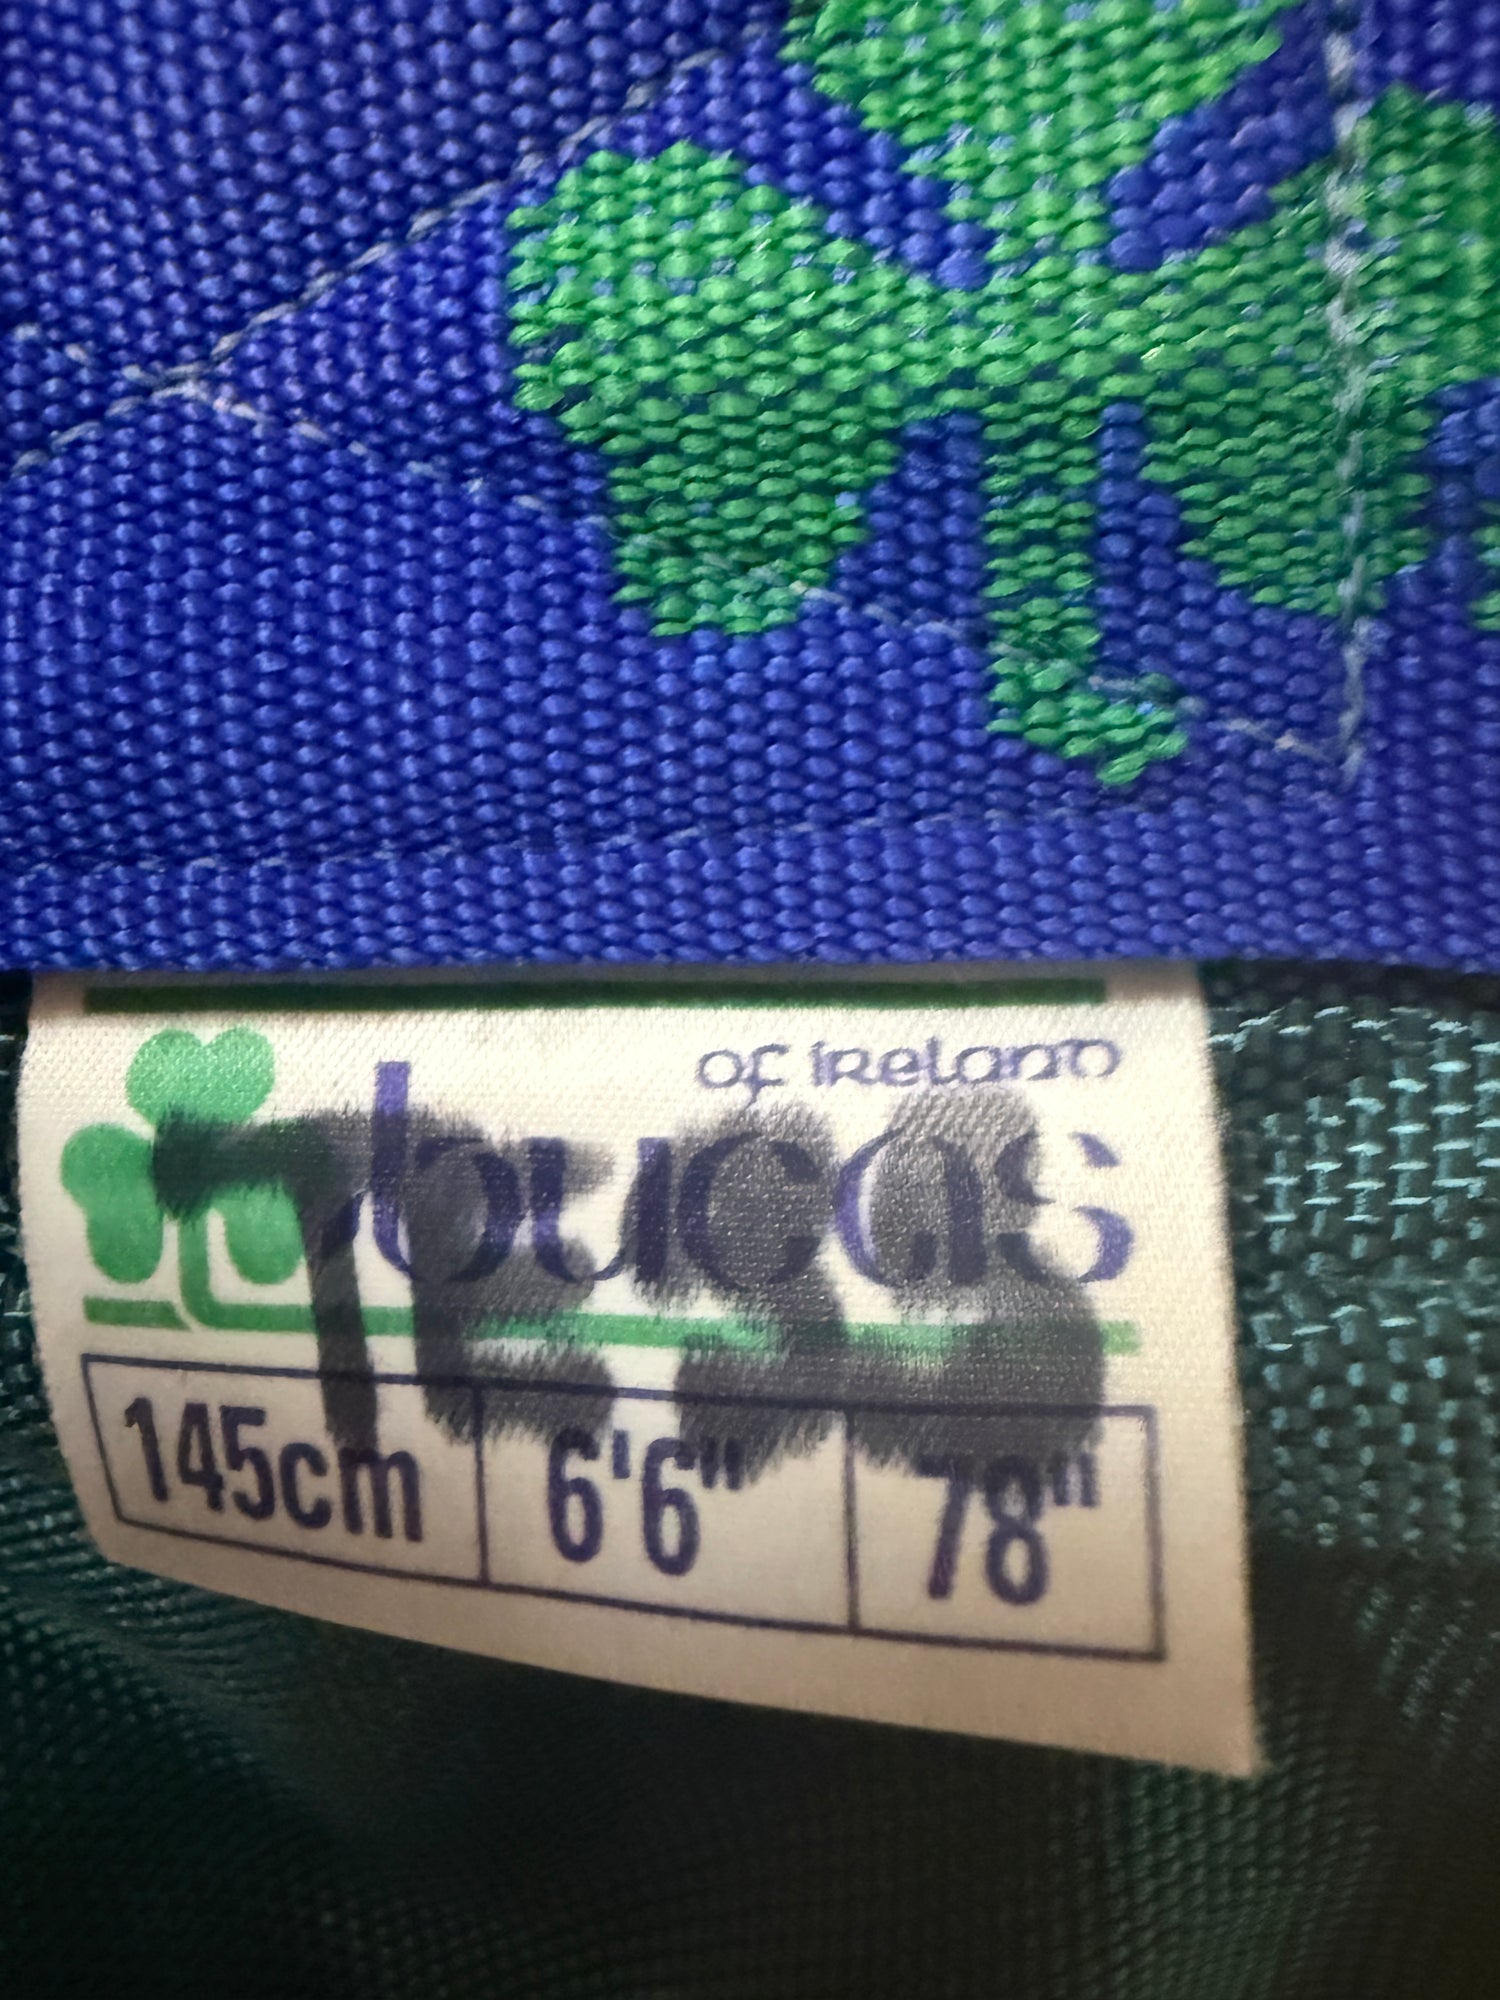 of Ireland
bucas
145cm 6'6" 78"